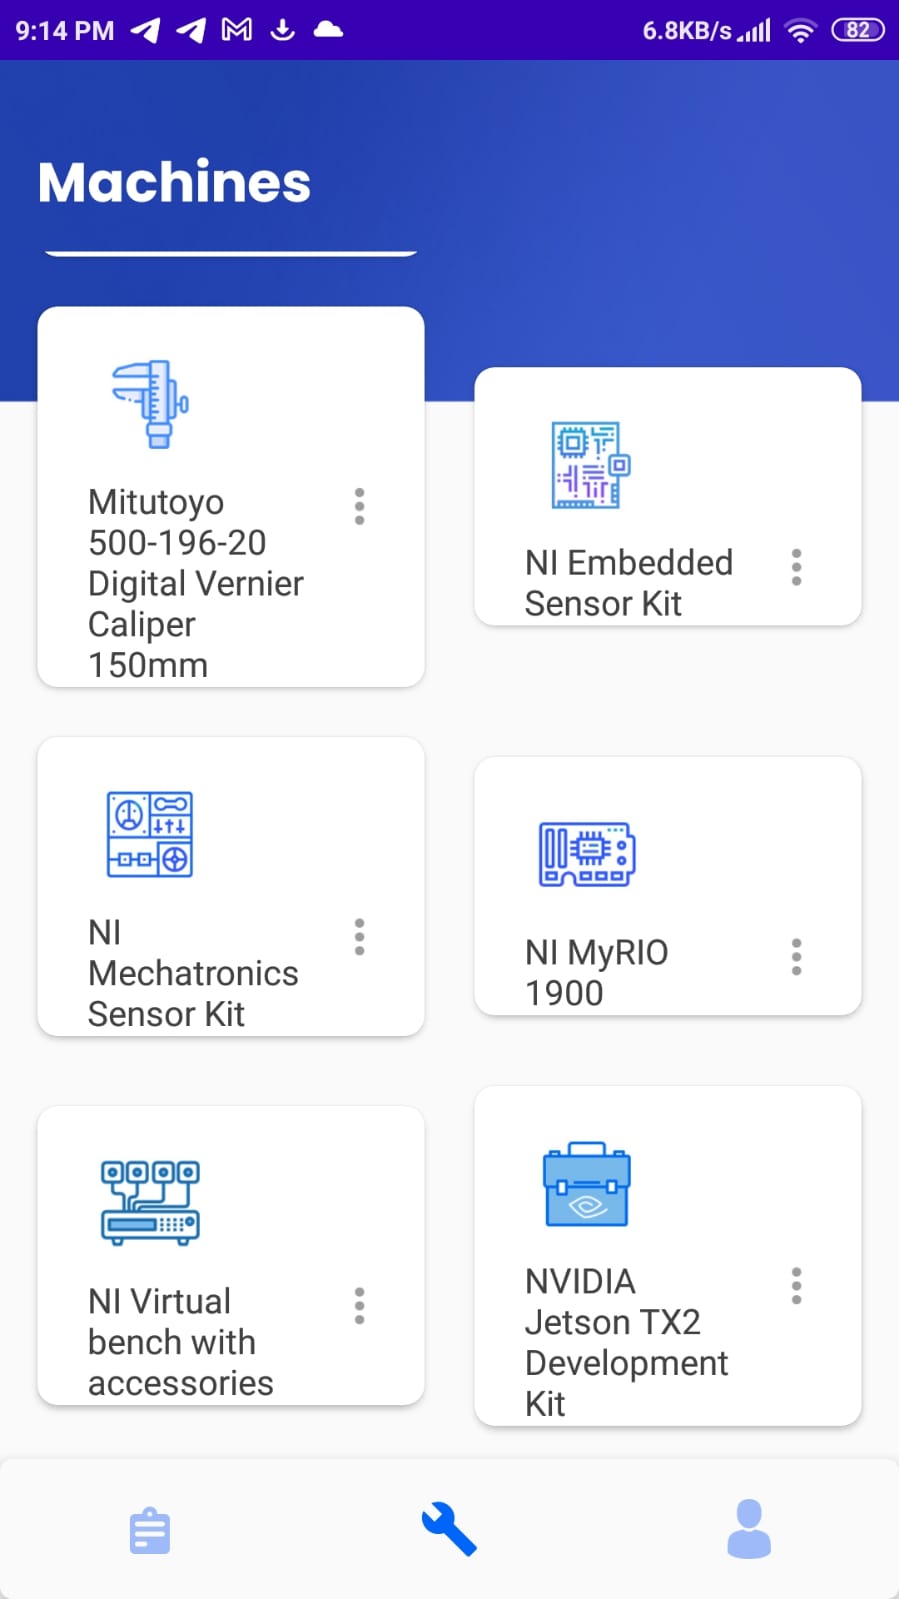 9:14 PM 6.8KB/s 82
Machines
Mitutoyo
500-196-20
Digital Vernier
Caliper
150mm
NI Embedded
Sensor Kit
NI
Mechatronics
Sensor Kit
NI MyRIO
1900
NI Virtual
bench with
accessories
NVIDIA
Jetson TX2
Development
Kit